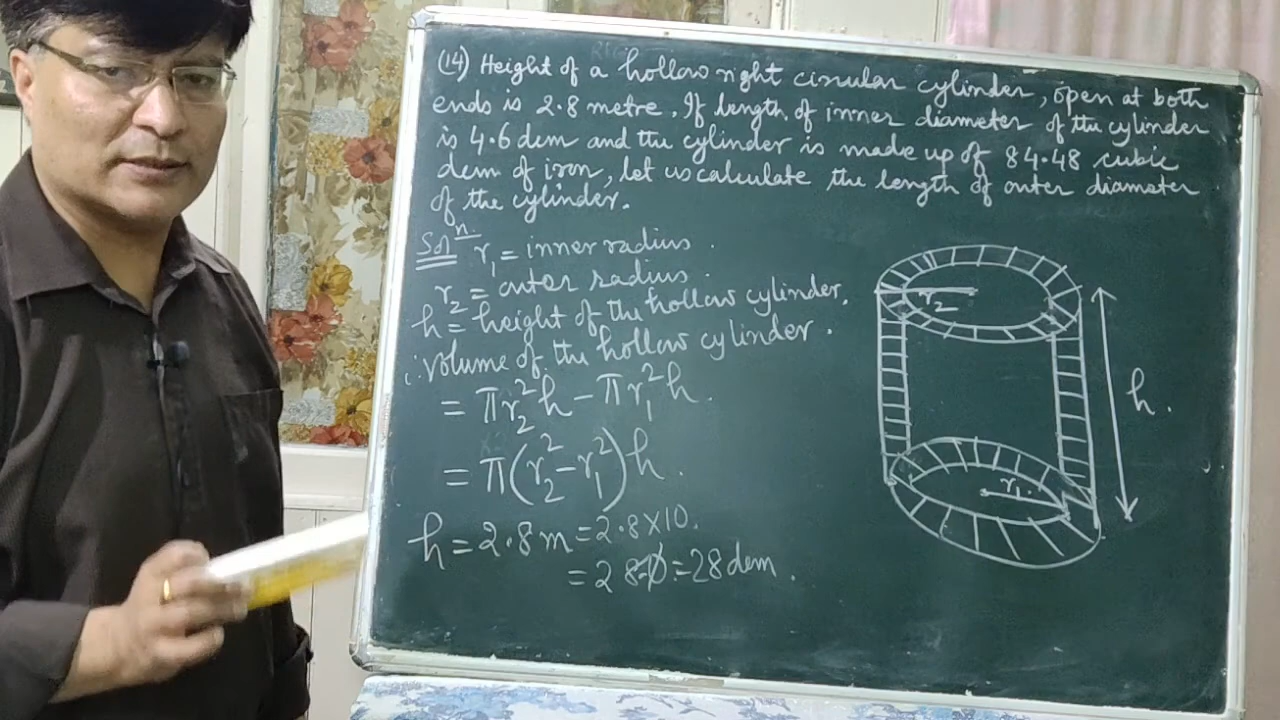 (14) Height of a hollow right circular cylinder, open at both
ends is 2.8 metre. If length of inner diameter of the cylinder
is 4.6 dcm and the cylinder is made up of 84.48 cubic
dcm of iron, let us calculate the length of outer diameter
of the cylinder.
Solⁿ. r₁ = inner radius.
r₂ = outer radius.
h = height of the hollow cylinder.
∴ Volume of the hollow cylinder.
= πr₂²h - πr₁²h.
= π(r₂² - r₁²)h.
h = 2.8m = 2.8×10.
= 28.0 = 28 dcm.
r₂
h.
r₁.